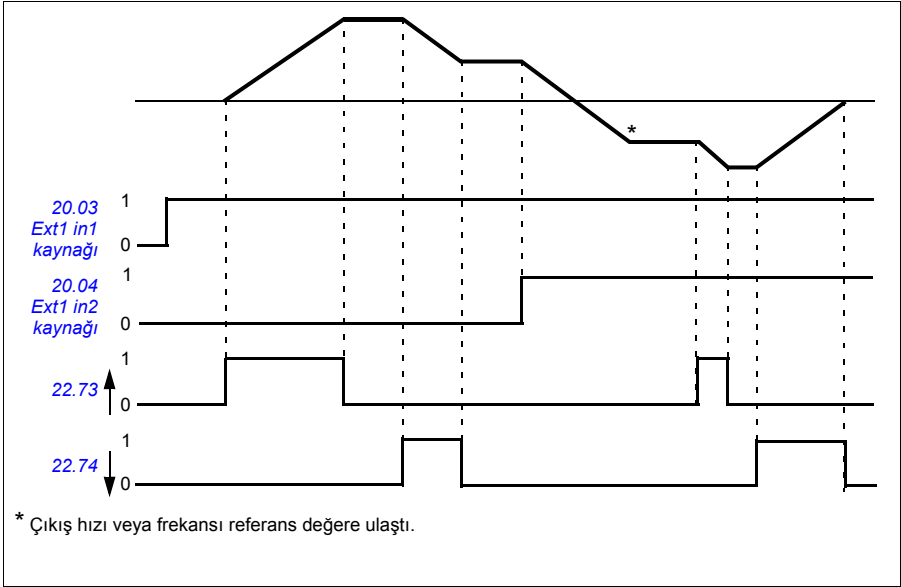 *
20.03
Ext1 in1
kaynağı
1
0
20.04
Ext1 in2
kaynağı
1
0
22.73
1
0
22.74
1
0
* Çıkış hızı veya frekansı referans değere ulaştı.